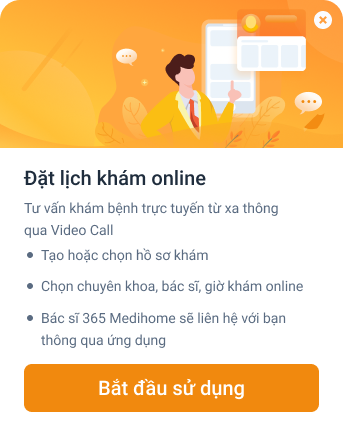 Đặt lịch khám online
Tư vấn khám bệnh trực tuyến từ xa thông
qua Video Call
Tạo hoặc chọn hồ sơ khám
Chọn chuyên khoa, bác sĩ, giờ khám online
Bác sĩ 365 Medihome sẽ liên hệ với bạn
thông qua ứng dụng
Bắt đầu sử dụng